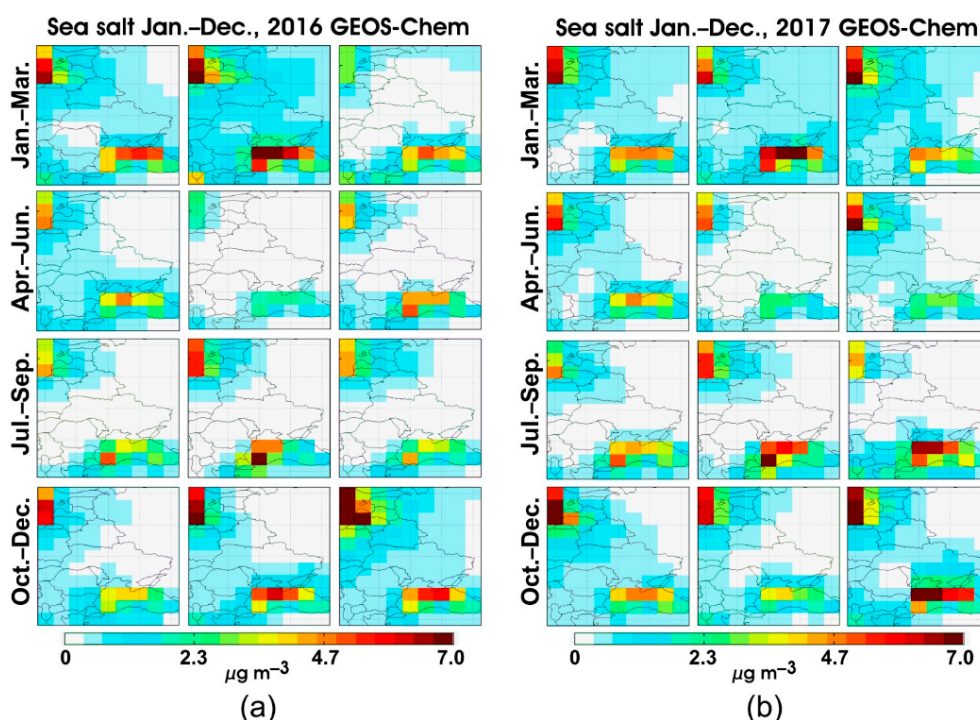 Sea salt Jan.–Dec., 2016 GEOS-Chem
Jan.–Mar.
Apr.–Jun.
Jul.–Sep.
Oct.–Dec.
0 2.3 4.7 7.0
μg m⁻³
(a)
Sea salt Jan.–Dec., 2017 GEOS-Chem
Jan.–Mar.
Apr.–Jun.
Jul.–Sep.
Oct.–Dec.
0 2.3 4.7 7.0
μg m⁻³
(b)